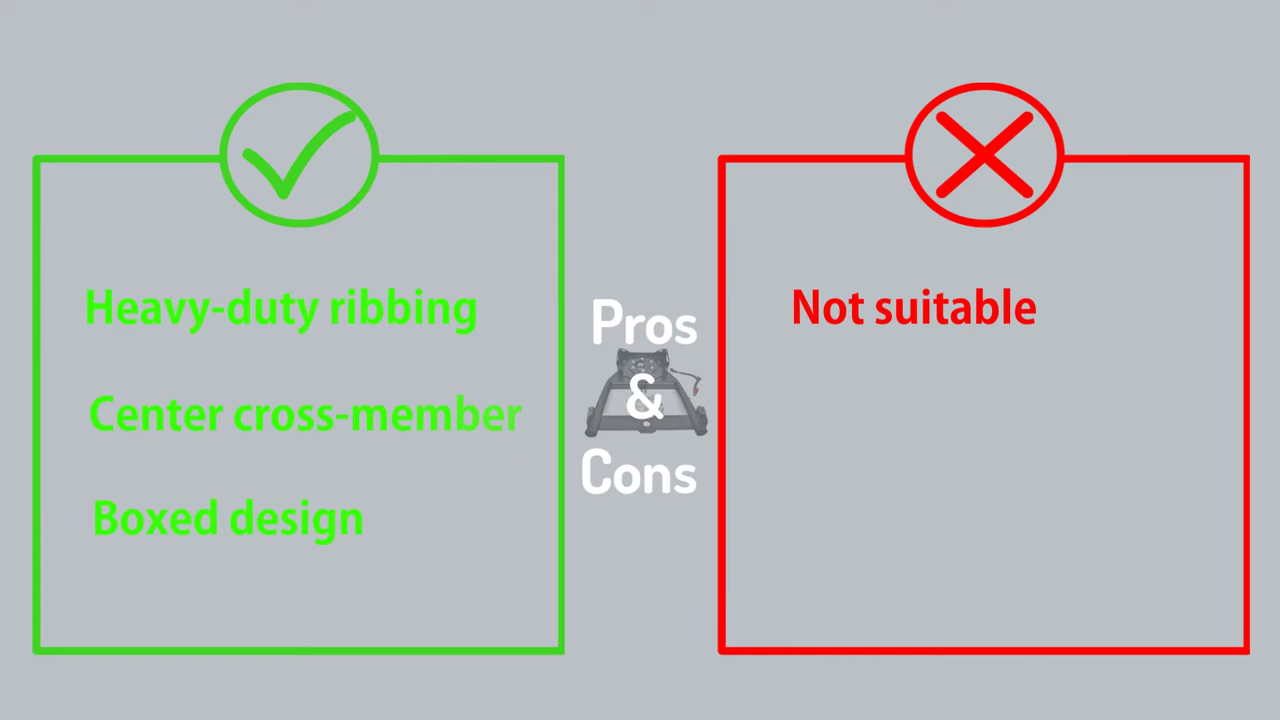 Heavy-duty ribbing
Center cross-member
Boxed design
Pros
&
Cons
Not suitable